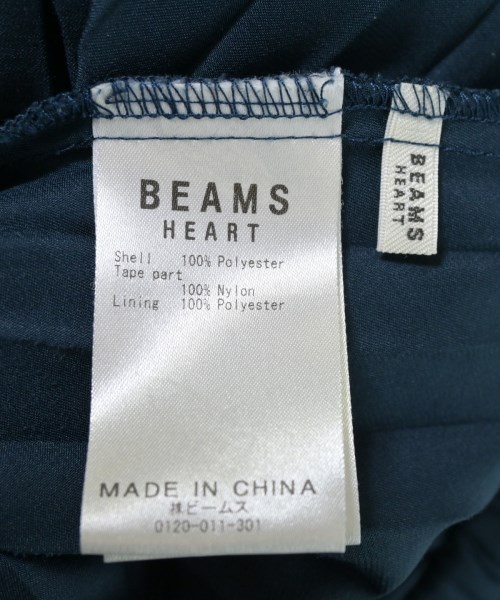 BEAMS
HEART
Shell 100% Polyester
Tape part
100% Nylon
Lining 100% Polyester
MADE IN CHINA
㈱ビームス
0120-011-301
BEAMS
HEART